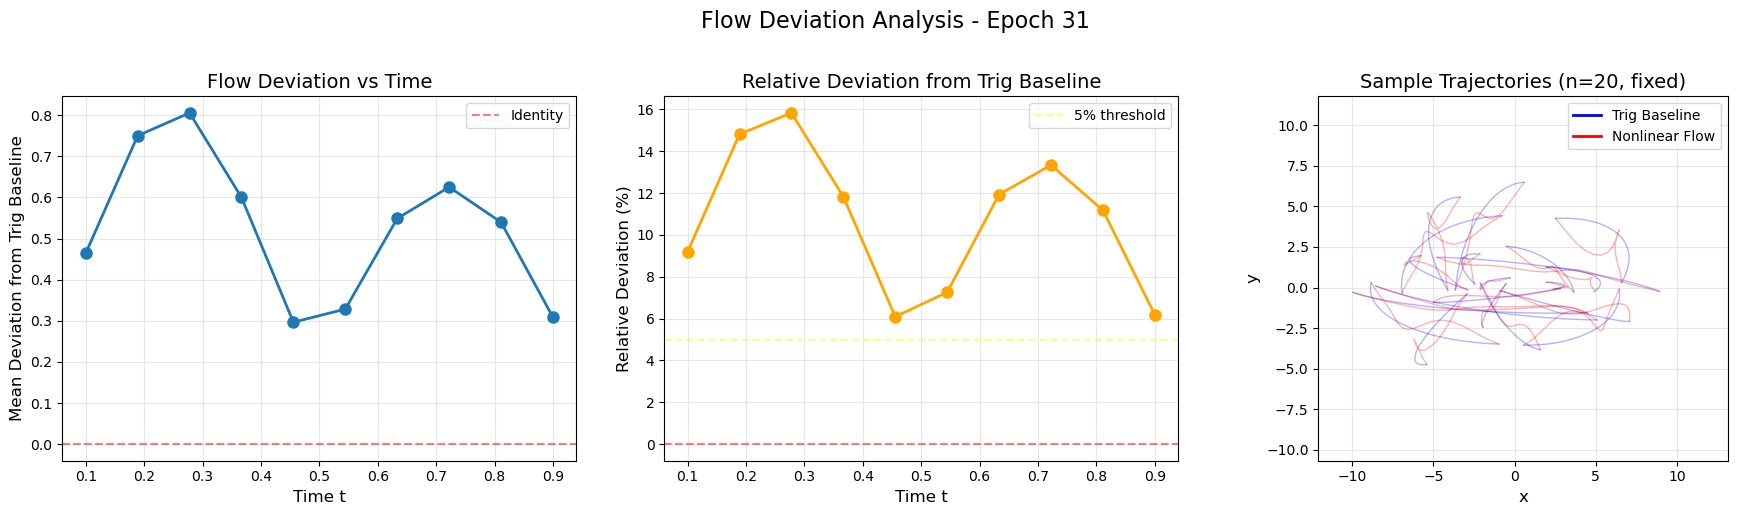 Flow Deviation Analysis - Epoch 31
Flow Deviation vs Time
Mean Deviation from Trig Baseline
0.8
0.7
0.6
0.5
0.4
0.3
0.2
0.1
0.0
Identity
0.1 0.2 0.3 0.4 0.5 0.6 0.7 0.8 0.9
Time t
Relative Deviation from Trig Baseline
Relative Deviation (%)
16
14
12
10
8
6
4
2
0
5% threshold
0.1 0.2 0.3 0.4 0.5 0.6 0.7 0.8 0.9
Time t
Sample Trajectories (n=20, fixed)
y
10.0
7.5
5.0
2.5
0.0
−2.5
−5.0
−7.5
−10.0
Trig Baseline
Nonlinear Flow
−10 −5 0 5 10
x